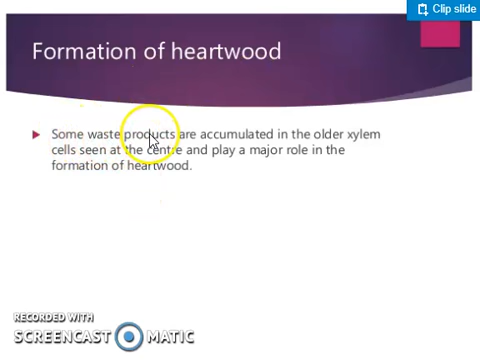 Clip slide
Formation of heartwood
Some waste products are accumulated in the older xylem
cells seen at the centre and play a major role in the
formation of heartwood.
RECORDED WITH
SCREENCAST MATIC